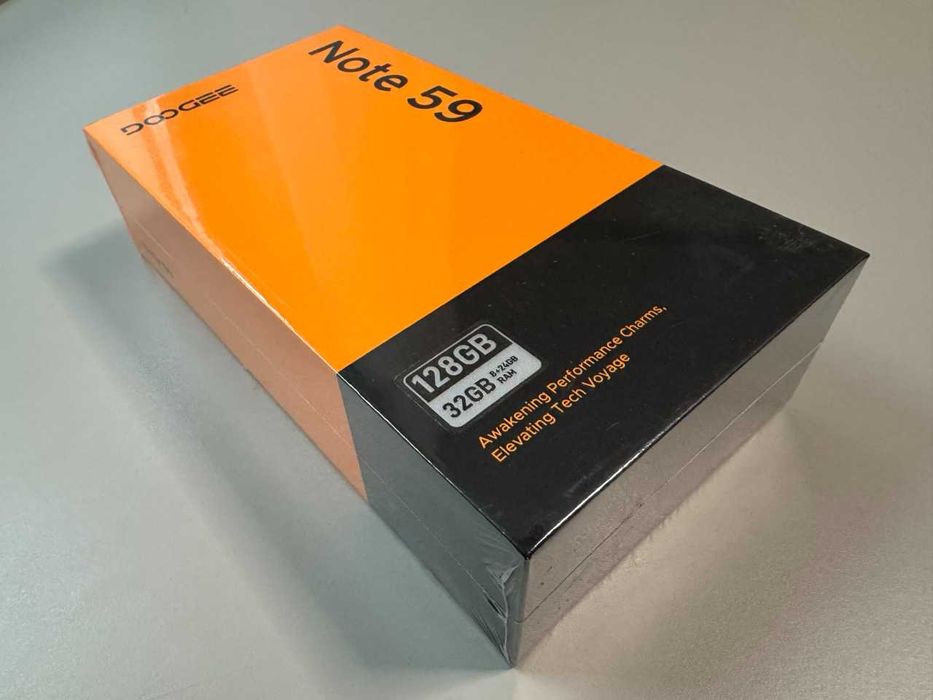 DOOGEE
Note 59
128GB
32GB 8+24GB RAM
Awakening Performance Charms,
Elevating Tech Voyage